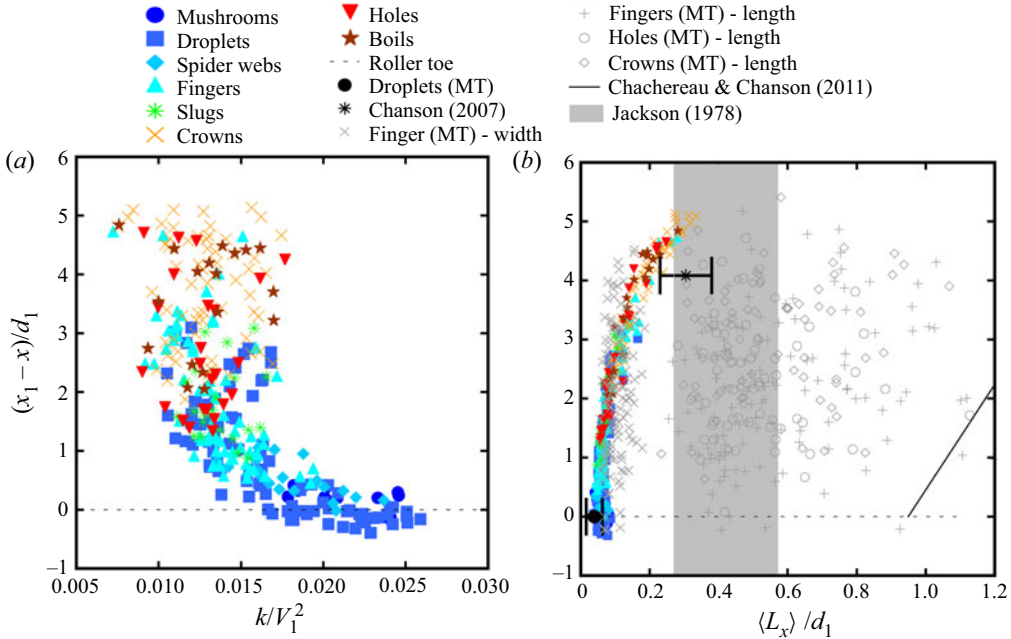 Mushrooms
Droplets
Spider webs
Fingers
Slugs
Crowns
Holes
Boils
Roller toe
Droplets (MT)
Chanson (2007)
Finger (MT) - width
Fingers (MT) - length
Holes (MT) - length
Crowns (MT) - length
Chachereau & Chanson (2011)
Jackson (1978)
(a)
6
5
4
3
2
1
0
–1
(x₁ – x)/d₁
0.005 0.010 0.015 0.020 0.025 0.030
k/V₁²
(b)
6
5
4
3
2
1
0
–1
0 0.2 0.4 0.6 0.8 1.0 1.2
⟨Lₓ⟩ /d₁